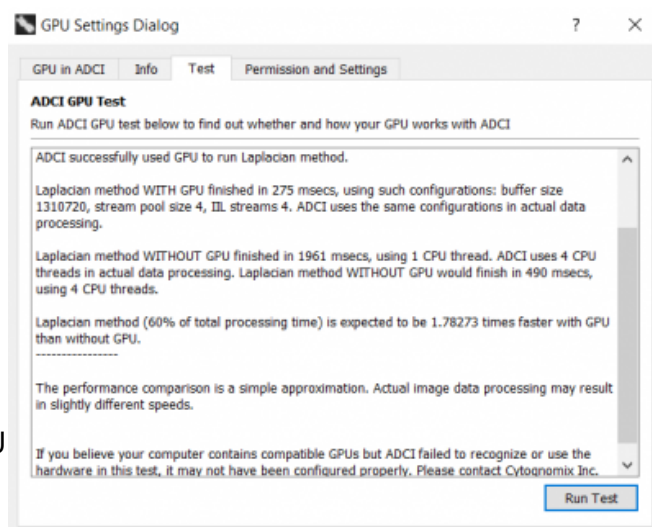 GPU Settings Dialog
GPU in ADCI Info Test Permission and Settings
ADCI GPU Test
Run ADCI GPU test below to find out whether and how your GPU works with ADCI
ADCI successfully used GPU to run Laplacian method.
Laplacian method WITH GPU finished in 275 msecs, using such configurations: buffer size
1310720, stream pool size 4, IIL streams 4. ADCI uses the same configurations in actual data
processing.
Laplacian method WITHOUT GPU finished in 1961 msecs, using 1 CPU thread. ADCI uses 4 CPU
threads in actual data processing. Laplacian method WITHOUT GPU would finish in 490 msecs,
using 4 CPU threads.
Laplacian method (60% of total processing time) is expected to be 1.78273 times faster with GPU
than without GPU.
----------------
The performance comparison is a simple approximation. Actual image data processing may result
in slightly different speeds.
If you believe your computer contains compatible GPUs but ADCI failed to recognize or use the
hardware in this test, it may not have been configured properly. Please contact Cytognomix Inc.
Run Test